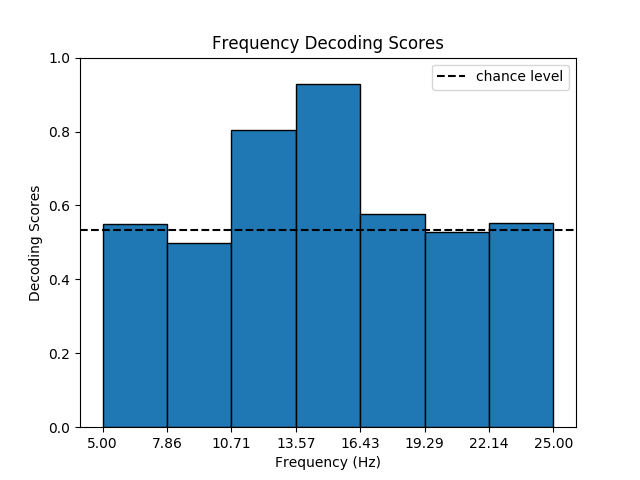 Frequency Decoding Scores
chance level
1.0
0.8
0.6
0.4
0.2
0.0
Decoding Scores
5.00 7.86 10.71 13.57 16.43 19.29 22.14 25.00
Frequency (Hz)